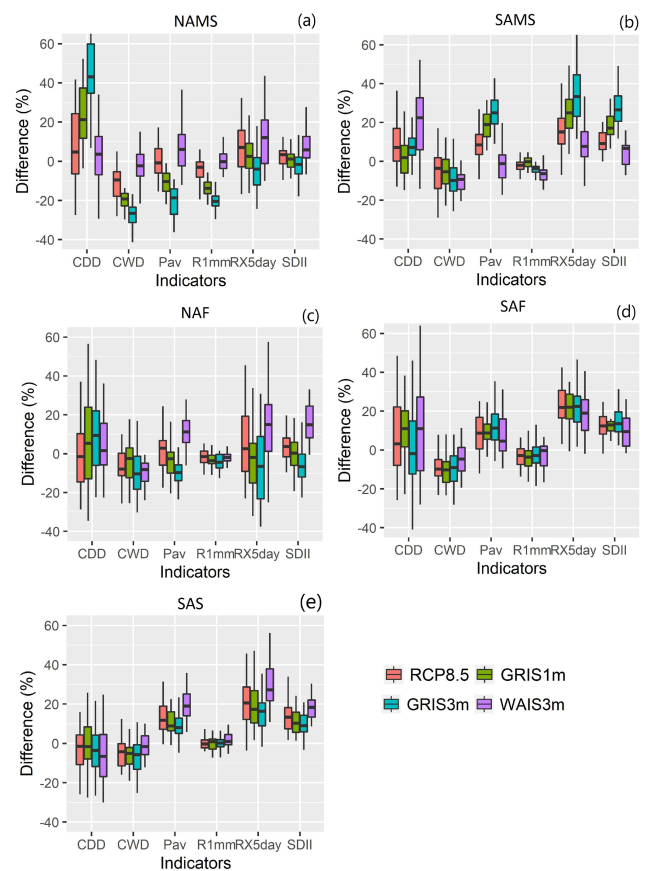 NAMS (a)
Difference (%)
60
40
20
0
-20
-40
CDD CWD Pav R1mm RX5day SDII
Indicators
SAMS (b)
Difference (%)
60
40
20
0
-20
-40
CDD CWD Pav R1mm RX5day SDII
Indicators
NAF (c)
Difference (%)
60
40
20
0
-20
-40
CDD CWD Pav R1mm RX5day SDII
Indicators
SAF (d)
Difference (%)
60
40
20
0
-20
-40
CDD CWD Pav R1mm RX5day SDII
Indicators
SAS (e)
Difference (%)
60
40
20
0
-20
-40
CDD CWD Pav R1mm RX5day SDII
Indicators
RCP8.5 GRIS1m
GRIS3m WAIS3m